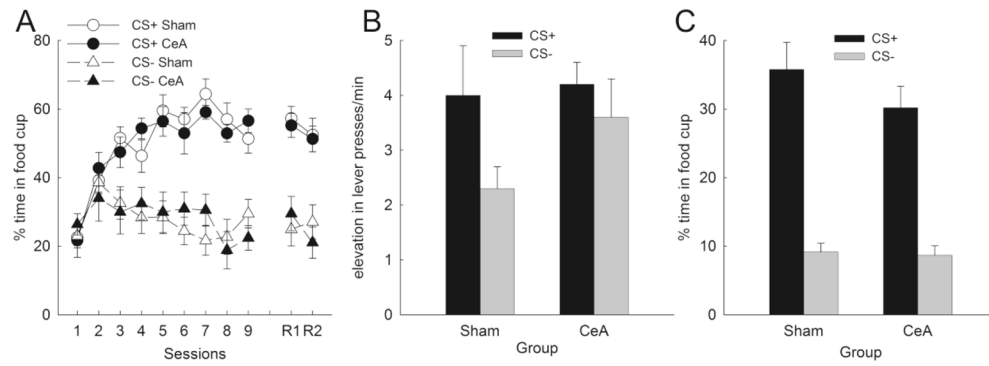 A
CS+ Sham
CS+ CeA
CS- Sham
CS- CeA
% time in food cup
80
60
40
20
0
1 2 3 4 5 6 7 8 9 R1 R2
Sessions
B
CS+
CS-
elevation in lever presses/min
5
4
3
2
1
0
Sham CeA
Group
C
CS+
CS-
% time in food cup
40
30
20
10
0
Sham CeA
Group